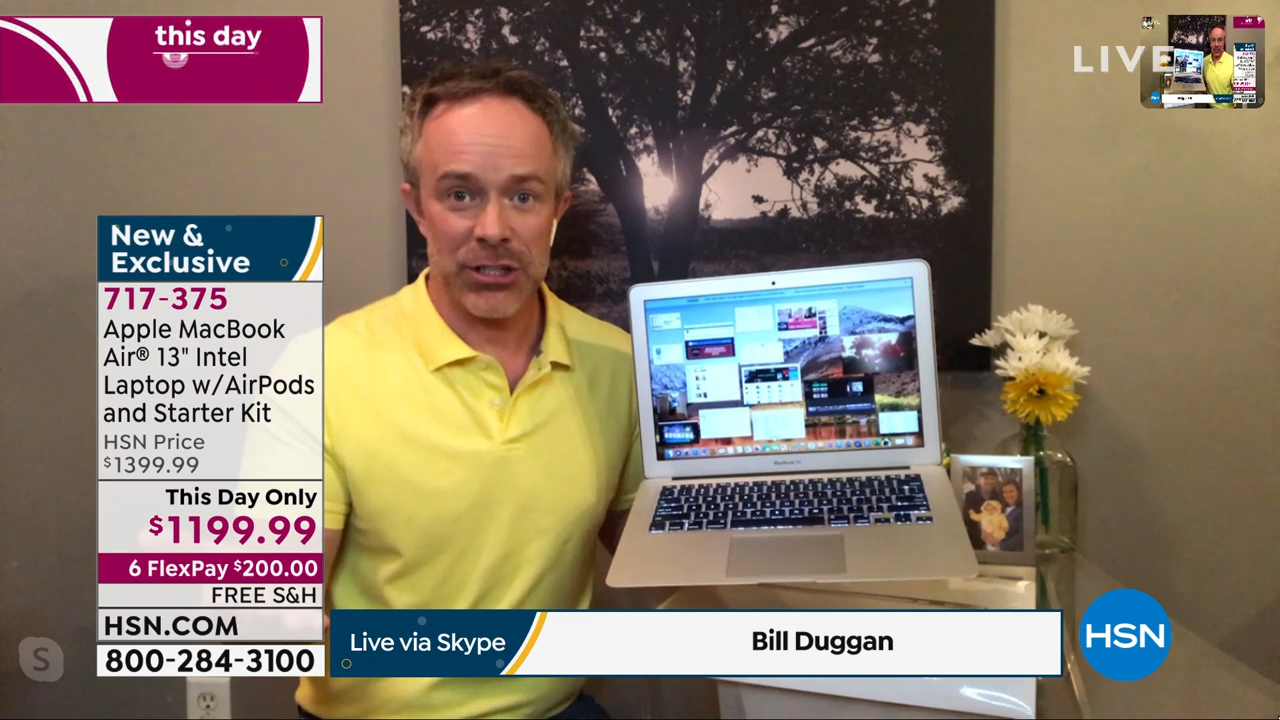 this day
LIVE
New &
Exclusive
717-375
Apple MacBook
Air® 13" Intel
Laptop w/AirPods
and Starter Kit
HSN Price
$1399.99
This Day Only
$1199.99
6 FlexPay $200.00
FREE S&H
HSN.COM
800-284-3100
MacBook Air
Live via Skype
Bill Duggan
HSN
S